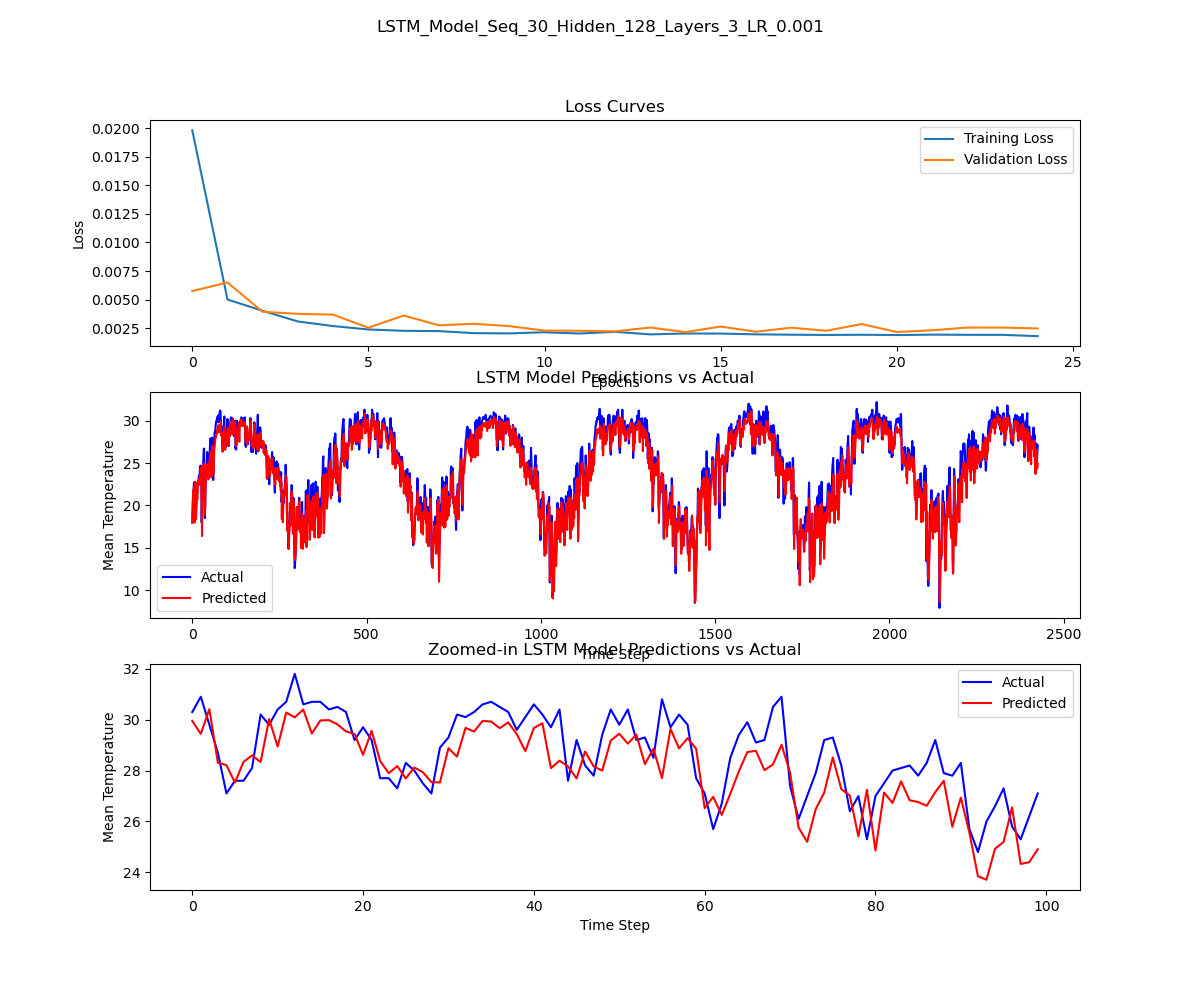 LSTM_Model_Seq_30_Hidden_128_Layers_3_LR_0.001
Loss Curves
0.0200
0.0175
0.0150
0.0125
0.0100
0.0075
0.0050
0.0025
Loss
Training Loss
Validation Loss
0 5 10 15 20 25
Epochs
LSTM Model Predictions vs Actual
30
25
20
15
10
Mean Temperature
Actual
Predicted
0 500 1000 1500 2000 2500
Time Step
Zoomed-in LSTM Model Predictions vs Actual
32
30
28
26
24
Mean Temperature
Actual
Predicted
0 20 40 60 80 100
Time Step